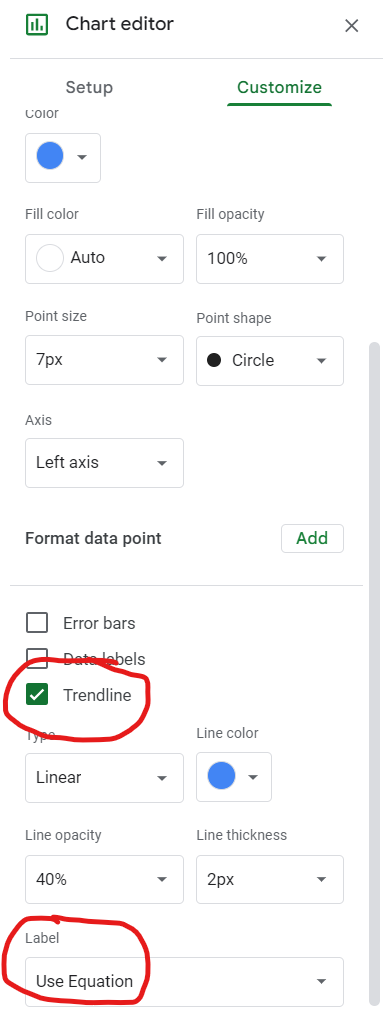 Chart editor
Setup Customize
Color
Fill color Fill opacity
Auto 100%
Point size Point shape
7px Circle
Axis
Left axis
Format data point Add
Error bars
Data labels
Trendline
Type Line color
Linear
Line opacity Line thickness
40% 2px
Label
Use Equation